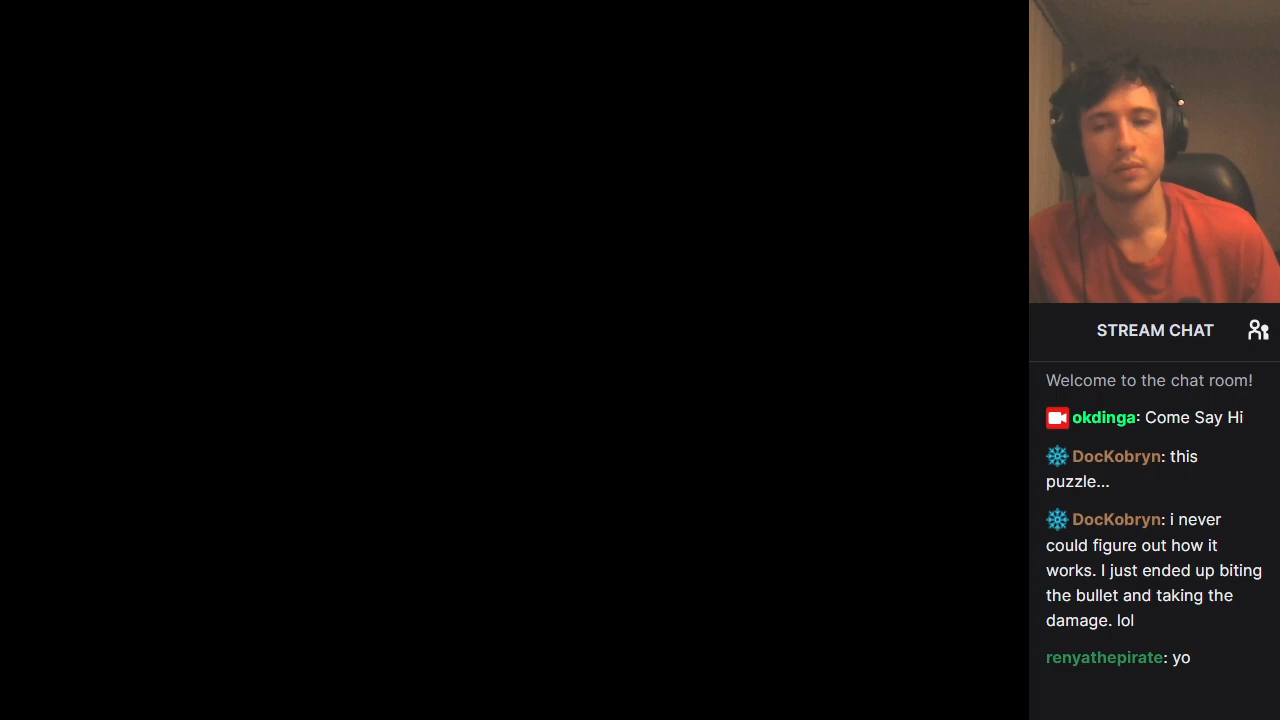 STREAM CHAT
Welcome to the chat room!
okdinga: Come Say Hi
DocKobryn: this
puzzle...
DocKobryn: i never
could figure out how it
works. I just ended up biting
the bullet and taking the
damage. lol
renyathepirate: yo